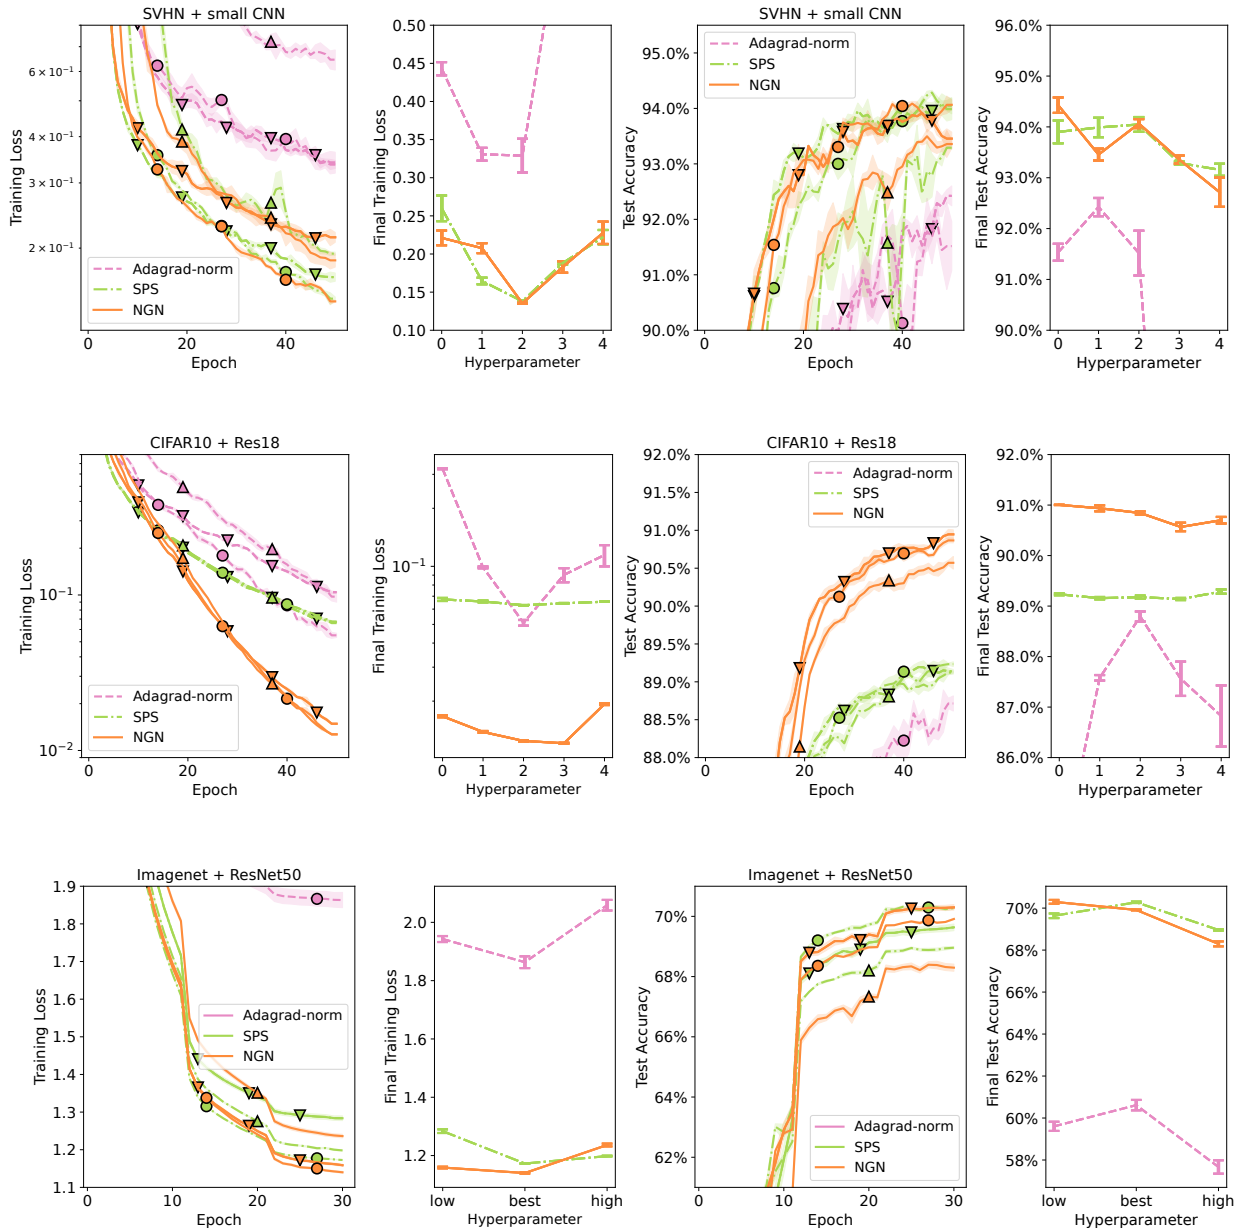 SVHN + small CNN
Training Loss
6 × 10⁻¹
4 × 10⁻¹
3 × 10⁻¹
2 × 10⁻¹
Adagrad-norm
SPS
NGN
0 20 40
Epoch
Final Training Loss
0.50
0.45
0.40
0.35
0.30
0.25
0.20
0.15
0.10
0 1 2 3 4
Hyperparameter
SVHN + small CNN
Test Accuracy
95.0%
94.0%
93.0%
92.0%
91.0%
90.0%
Adagrad-norm
SPS
NGN
0 20 40
Epoch
Final Test Accuracy
96.0%
95.0%
94.0%
93.0%
92.0%
91.0%
90.0%
0 1 2 3 4
Hyperparameter
CIFAR10 + Res18
Training Loss
10⁻¹
10⁻²
Adagrad-norm
SPS
NGN
0 20 40
Epoch
Final Training Loss
10⁻¹
0 1 2 3 4
Hyperparameter
CIFAR10 + Res18
Test Accuracy
92.0%
91.5%
91.0%
90.5%
90.0%
89.5%
89.0%
88.5%
88.0%
Adagrad-norm
SPS
NGN
0 20 40
Epoch
Final Test Accuracy
92.0%
91.0%
90.0%
89.0%
88.0%
87.0%
86.0%
0 1 2 3 4
Hyperparameter
Imagenet + ResNet50
Training Loss
1.9
1.8
1.7
1.6
1.5
1.4
1.3
1.2
1.1
Adagrad-norm
SPS
NGN
0 10 20 30
Epoch
Final Training Loss
2.0
1.8
1.6
1.4
1.2
low best high
Hyperparameter
Imagenet + ResNet50
Test Accuracy
70%
68%
66%
64%
62%
Adagrad-norm
SPS
NGN
0 10 20 30
Epoch
Final Test Accuracy
70%
68%
66%
64%
62%
60%
58%
low best high
Hyperparameter